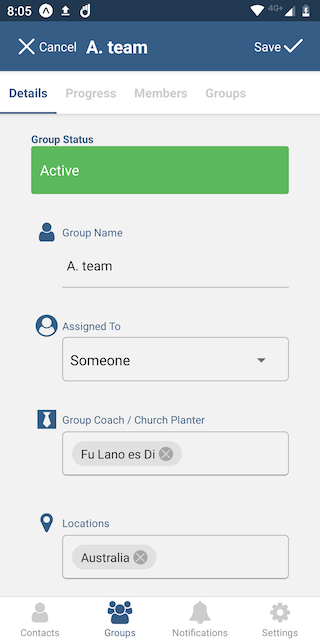 8:05
4G+
Cancel A. team Save
Details Progress Members Groups
Group Status
Active
Group Name
A. team
Assigned To
Someone
Group Coach / Church Planter
Fu Lano es Di
Locations
Australia
Contacts Groups Notifications Settings